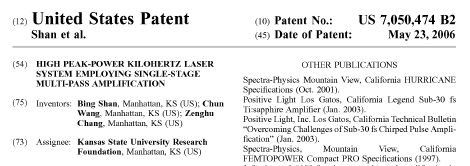 (12) United States Patent
Shan et al.
(10) Patent No.: US 7,050,474 B2
(45) Date of Patent: May 23, 2006
(54) HIGH PEAK-POWER KILOHERTZ LASER
SYSTEM EMPLOYING SINGLE-STAGE
MULTI-PASS AMPLIFICATION
(75) Inventors: Bing Shan, Manhattan, KS (US); Chun
Wang, Manhattan, KS (US); Zenghu
Chang, Manhattan, KS (US)
(73) Assignee: Kansas State University Research
Foundation, Manhattan, KS (US)
OTHER PUBLICATIONS
Spectra-Physics Mountain View, California HURRICANE
Specifications (Oct. 2001).
Positive Light Los Gatos, California Legend Sub-30 fs
Ti:sapphire Amplifier (Jan. 2003).
Positive Light, Inc. Los Gatos, California Technical Bulletin
"Overcoming Challenges of Sub-30 fs Chirped Pulse Ampli-
fication" (Jan. 2003).
Spectra-Physics, Mountain View, California
FEMTOPOWER Compact PRO Specifications (1997).